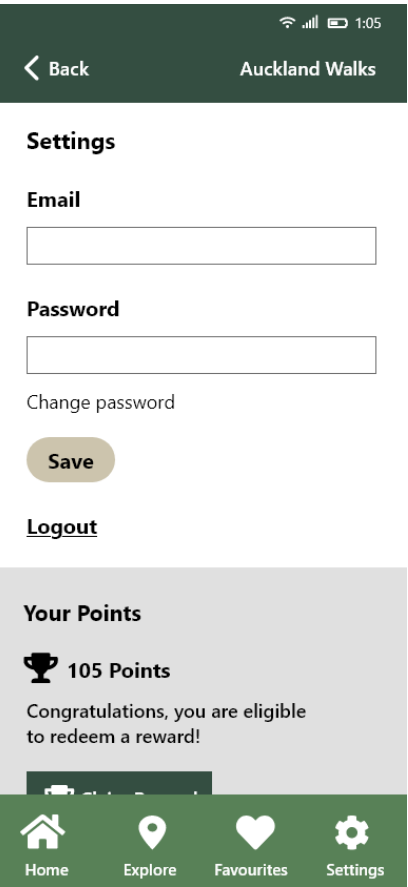 1:05
Back
Auckland Walks
Settings
Email
Password
Change password
Save
Logout
Your Points
105 Points
Congratulations, you are eligible
to redeem a reward!
Home
Explore
Favourites
Settings